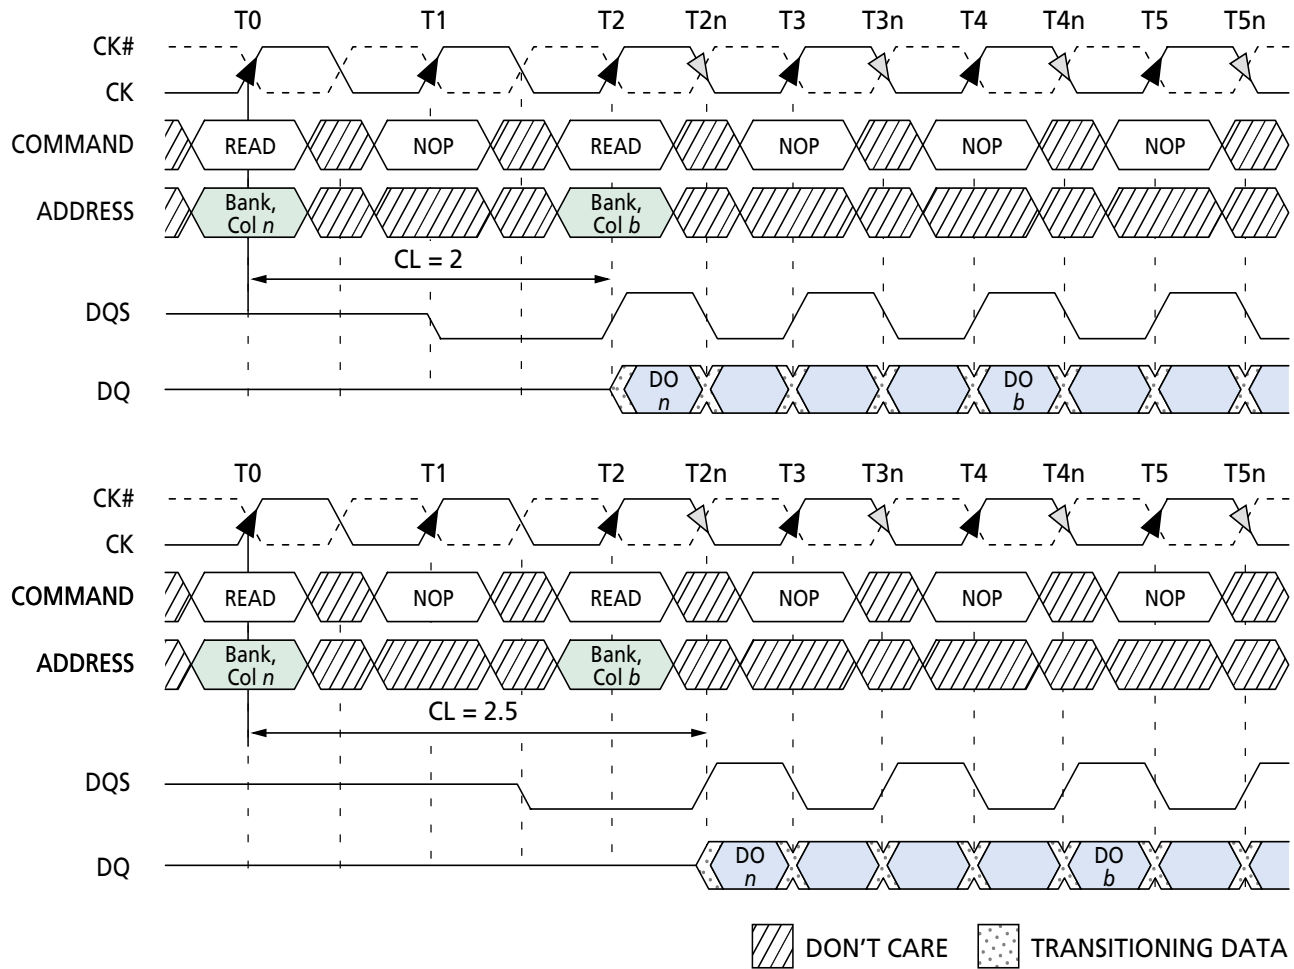 T0 T1 T2 T2n T3 T3n T4 T4n T5 T5n
CK#
CK
COMMAND READ NOP READ NOP NOP NOP
ADDRESS Bank, Col n Bank, Col b
CL = 2
DQS
DQ DO n DO b
T0 T1 T2 T2n T3 T3n T4 T4n T5 T5n
CK#
CK
COMMAND READ NOP READ NOP NOP NOP
ADDRESS Bank, Col n Bank, Col b
CL = 2.5
DQS
DQ DO n DO b
DON'T CARE TRANSITIONING DATA